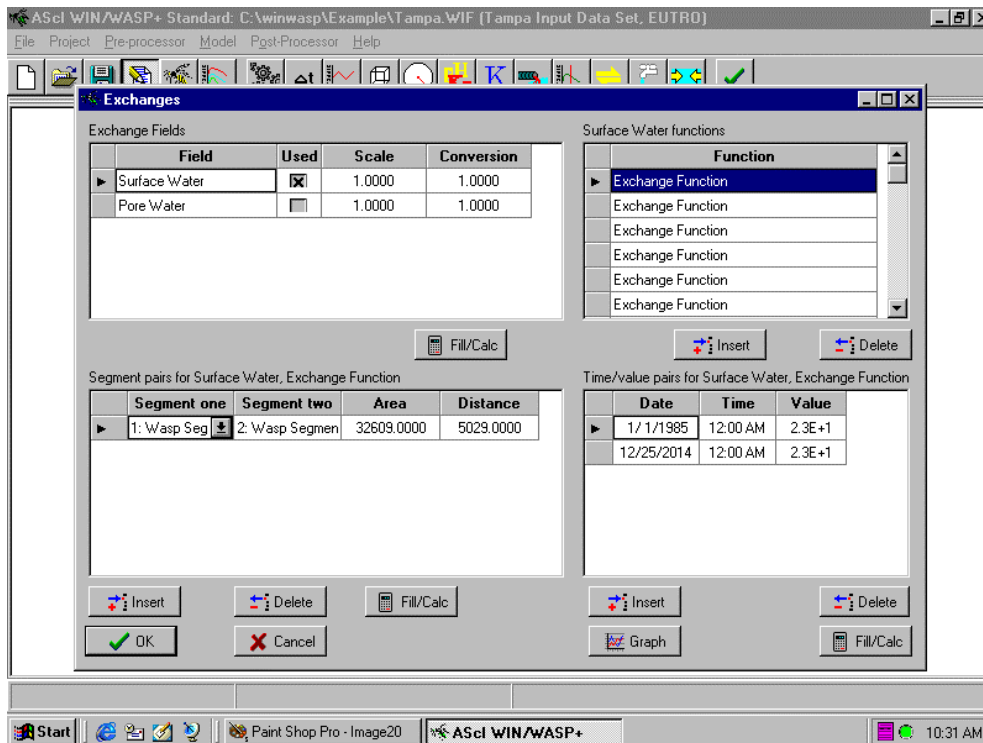 AScI WIN/WASP+ Standard: C:\winwasp\Example\Tampa.WIF (Tampa Input Data Set, EUTRO)
File Project Pre-processor Model Post-Processor Help
Δt K
Exchanges
Exchange Fields
Field Used Scale Conversion
Surface Water 1.0000 1.0000
Pore Water 1.0000 1.0000
Fill/Calc
Surface Water functions
Function
Exchange Function
Exchange Function
Exchange Function
Exchange Function
Exchange Function
Exchange Function
Insert Delete
Segment pairs for Surface Water, Exchange Function
Segment one Segment two Area Distance
1: Wasp Seg 2: Wasp Segmen 32609.0000 5029.0000
Insert Delete Fill/Calc
OK Cancel
Time/value pairs for Surface Water, Exchange Function
Date Time Value
1/ 1/1985 12:00 AM 2.3E+1
12/25/2014 12:00 AM 2.3E+1
Insert Delete
Graph Fill/Calc
Start Paint Shop Pro - Image20 AScI WIN/WASP+ 10:31 AM